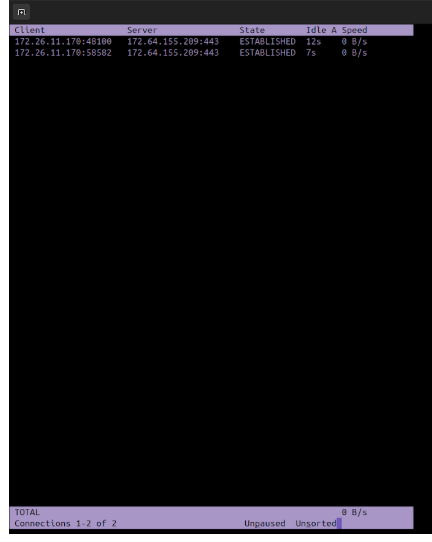 Client Server State Idle A Speed
172.26.11.170:48100 172.64.155.209:443 ESTABLISHED 12s 0 B/s
172.26.11.170:58582 172.64.155.209:443 ESTABLISHED 7s 0 B/s
TOTAL 0 B/s
Connections 1-2 of 2 Unpaused Unsorted